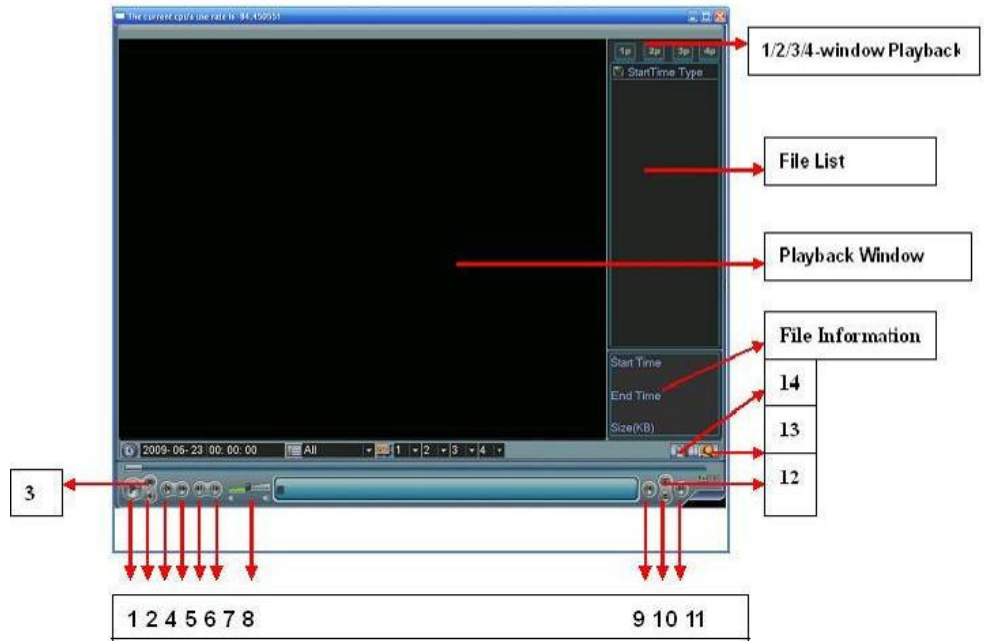 The current cpu's use rate is 84.450551
1p 2p 3p 4p
1/2/3/4-window Playback
StartTime Type
File List
Playback Window
File Information
Start Time
14
End Time
13
Size(KB)
2009-06-23 00:00:00 All 1 2 3 4
12
3
1 2 4 5 6 7 8 9 10 11